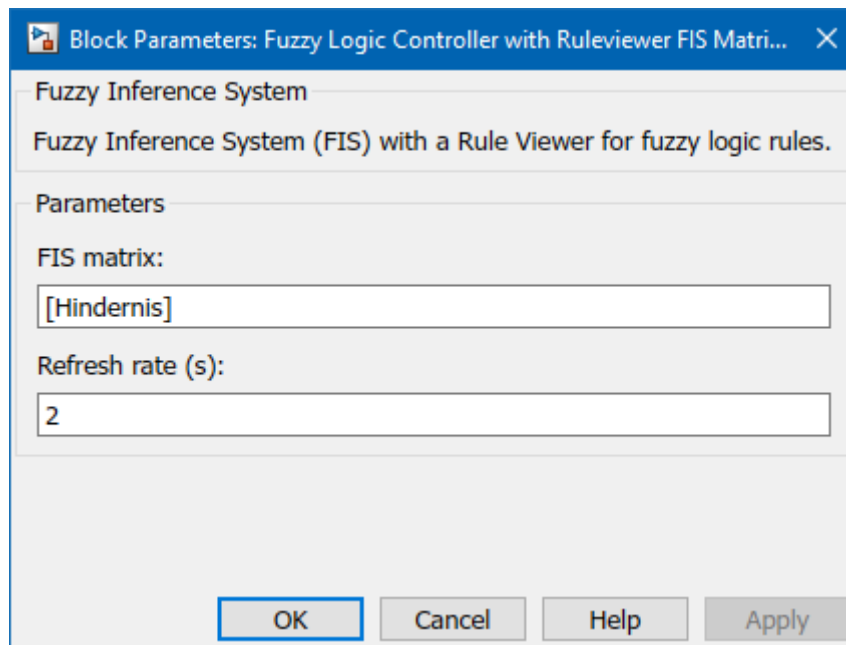 Block Parameters: Fuzzy Logic Controller with Ruleviewer FIS Matri...
Fuzzy Inference System
Fuzzy Inference System (FIS) with a Rule Viewer for fuzzy logic rules.
Parameters
FIS matrix:
[Hindernis]
Refresh rate (s):
2
OK Cancel Help Apply